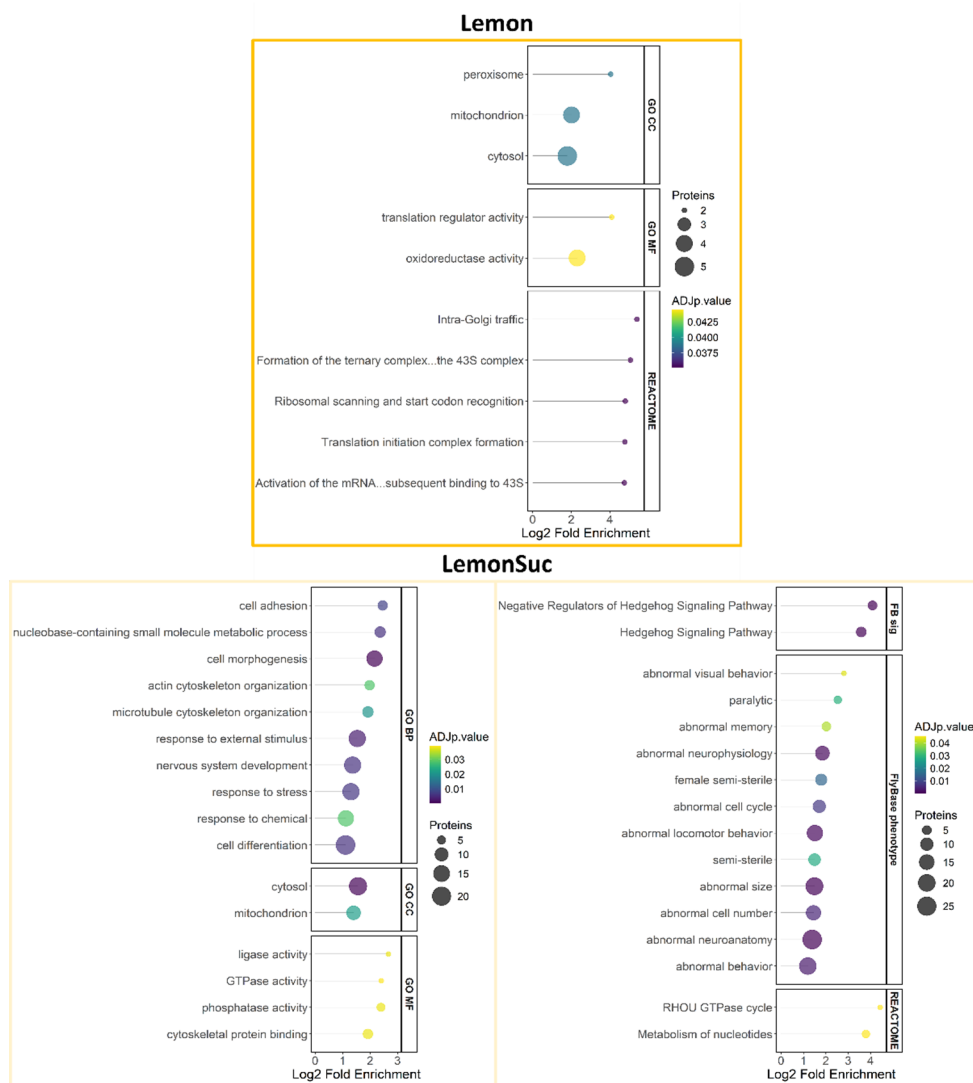 Lemon
peroxisome
mitochondrion
cytosol
GO CC
translation regulator activity
oxidoreductase activity
GO MF
Intra-Golgi traffic
Formation of the ternary complex...the 43S complex
Ribosomal scanning and start codon recognition
Translation initiation complex formation
Activation of the mRNA...subsequent binding to 43S
REACTOME
0 2 4
Log2 Fold Enrichment
Proteins
2
3
4
5
ADJp.value
0.0425
0.0400
0.0375
LemonSuc
cell adhesion
nucleobase-containing small molecule metabolic process
cell morphogenesis
actin cytoskeleton organization
microtubule cytoskeleton organization
response to external stimulus
nervous system development
response to stress
response to chemical
cell differentiation
GO BP
cytosol
mitochondrion
GO CC
ligase activity
GTPase activity
phosphatase activity
cytoskeletal protein binding
GO MF
0 1 2 3
Log2 Fold Enrichment
ADJp.value
0.03
0.02
0.01
Proteins
5
10
15
20
Negative Regulators of Hedgehog Signaling Pathway
Hedgehog Signaling Pathway
FB sig
abnormal visual behavior
paralytic
abnormal memory
abnormal neurophysiology
female semi-sterile
abnormal cell cycle
abnormal locomotor behavior
semi-sterile
abnormal size
abnormal cell number
abnormal neuroanatomy
abnormal behavior
FlyBase phenotype
RHOU GTPase cycle
Metabolism of nucleotides
REACTOME
0 1 2 3 4
Log2 Fold Enrichment
ADJp.value
0.04
0.03
0.02
0.01
Proteins
5
10
15
20
25